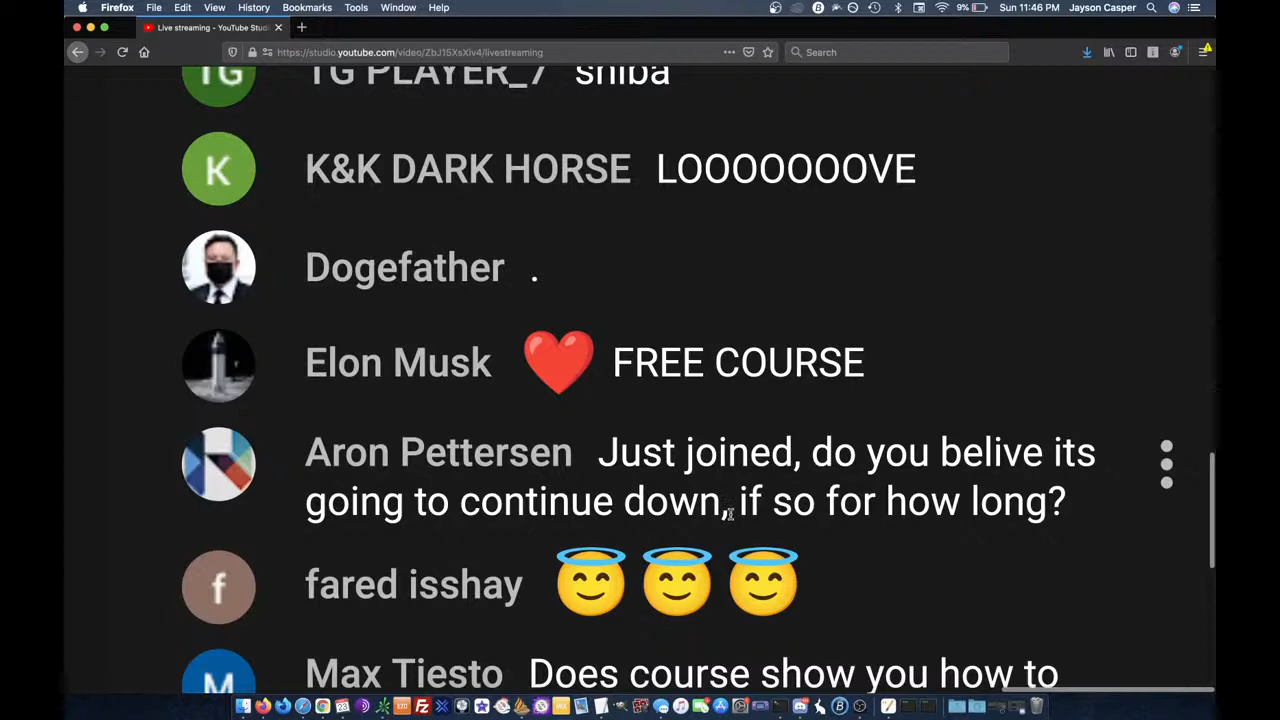 Firefox File Edit View History Bookmarks Tools Window Help 9% Sun 11:46 PM Jayson Casper
Live streaming - YouTube Studi
https://studio.youtube.com/video/ZbJ15XsXiv4/livestreaming Search
TG TG PLAYER_7 shiba
K K&K DARK HORSE LOOOOOOOVE
Dogefather .
Elon Musk ❤️ FREE COURSE
Aron Pettersen Just joined, do you belive its
going to continue down, if so for how long?
f fared isshay 😇😇😇
M Max Tiesto Does course show you how to